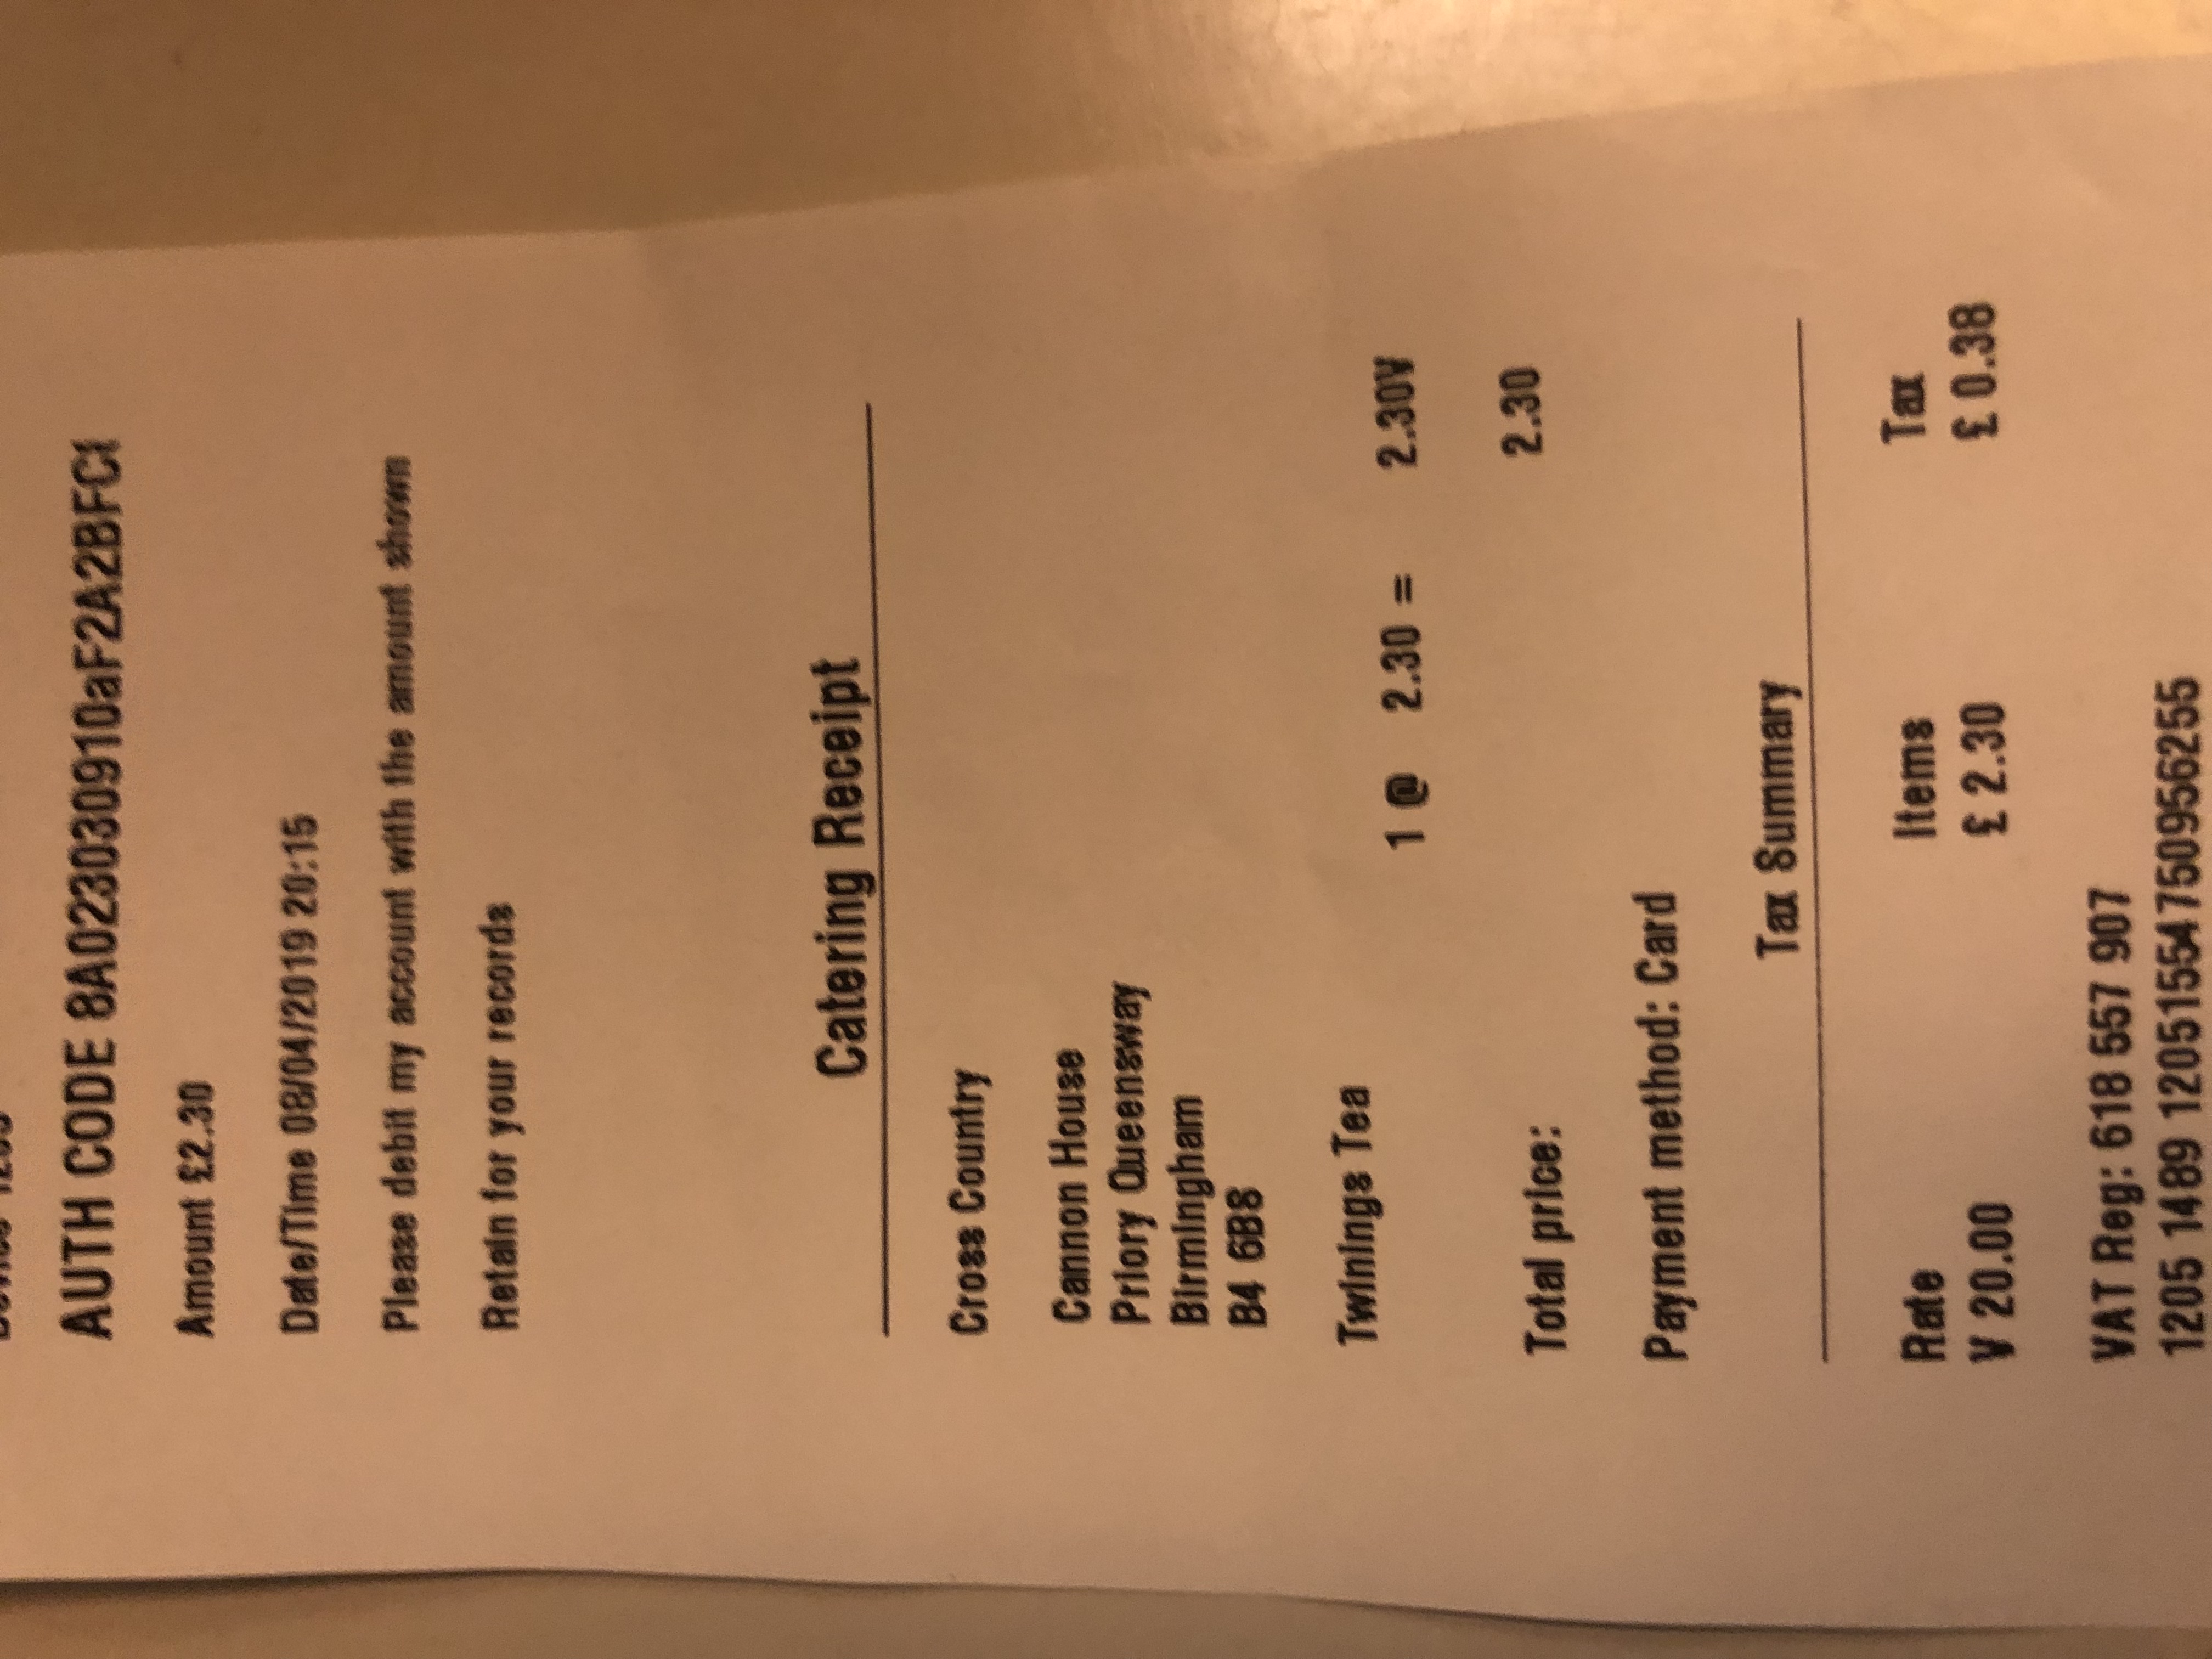 AUTH CODE 8A023030910aF2A2BFC
Amount £2.30
Date/Time 08/04/2019 20:15
Please debit my account with the amount shown
Retain for your records
Catering Receipt
Cross Country
Cannon House
Priory Queensway
Birmingham
B4 6BS
Twinings Tea
1 @ 2.30 = 2.30V
Total price: 2.30
Payment method: Card
Tax Summary
Rate Items Tax
V 20.00 £ 2.30 £ 0.38
VAT Reg: 618 557 907
1205 1489 12051554750956255